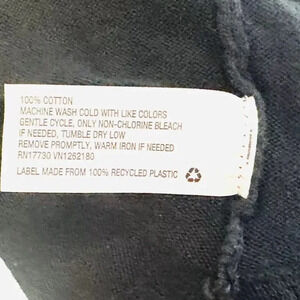 100% COTTON
MACHINE WASH COLD WITH LIKE COLORS
GENTLE CYCLE, ONLY NON-CHLORINE BLEACH
IF NEEDED, TUMBLE DRY LOW
REMOVE PROMPTLY, WARM IRON IF NEEDED
RN17730 VN1262180
LABEL MADE FROM 100% RECYCLED PLASTIC